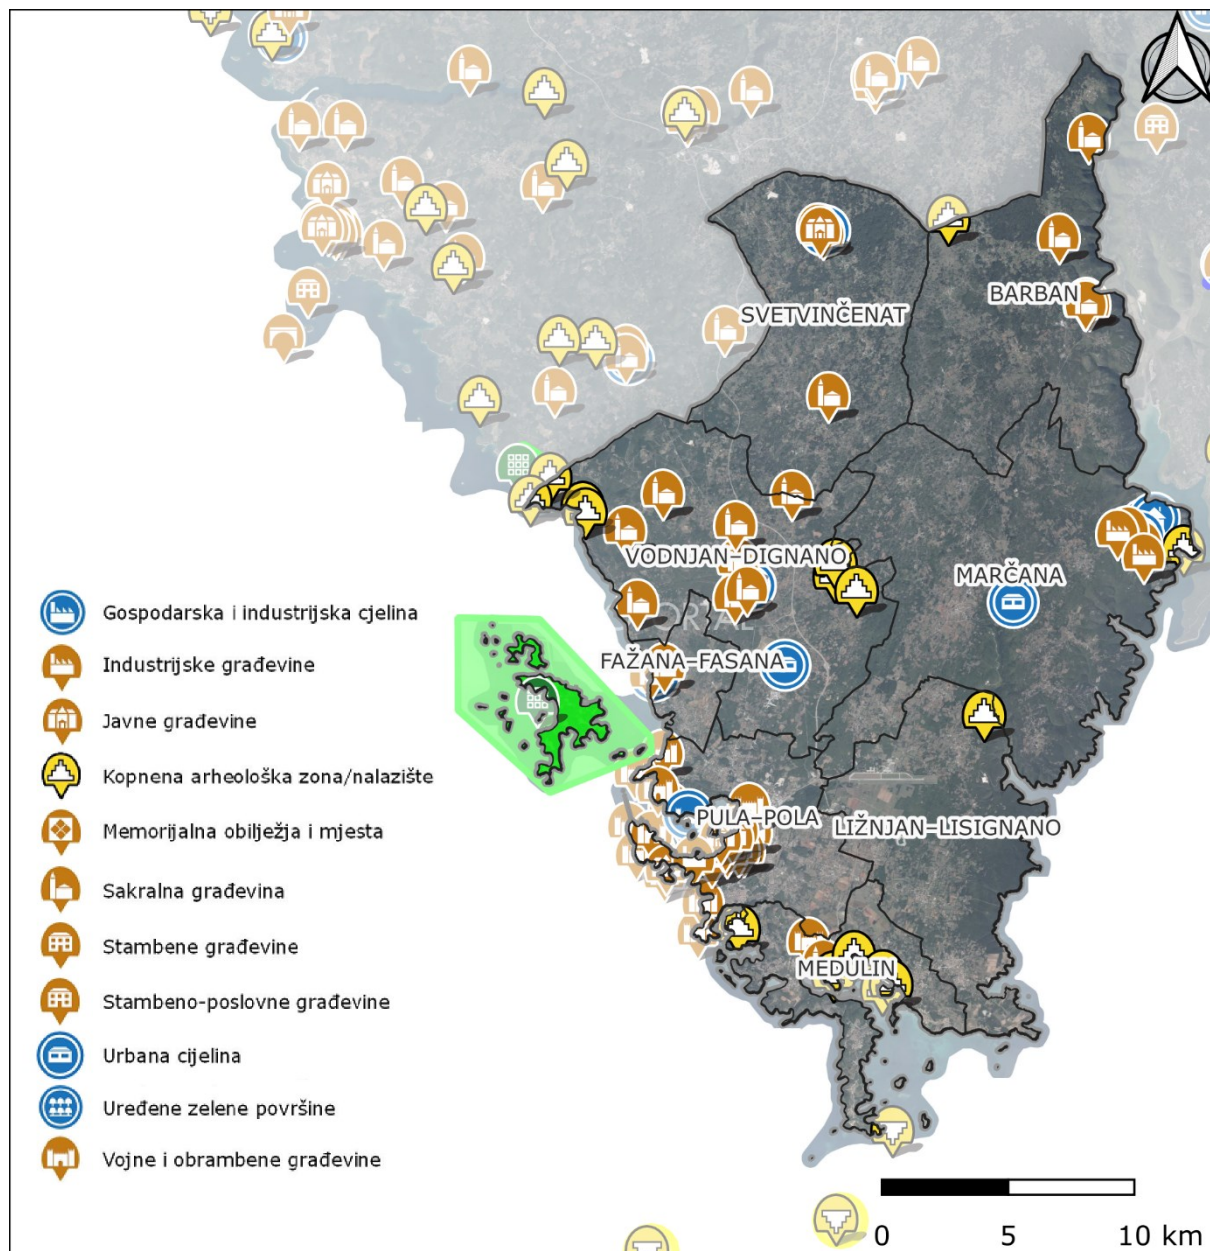 SVETVINČENAT
BARBAN
VODNJAN–DIGNANO
MARČANA
FAŽANA–FASANA
PULA–POLA
LIŽNJAN–LISIGNANO
MEDULIN
Gospodarska i industrijska cjelina
Industrijske građevine
Javne građevine
Kopnena arheološka zona/nalazište
Memorijalna obilježja i mjesta
Sakralna građevina
Stambene građevine
Stambeno-poslovne građevine
Urbana cijelina
Uređene zelene površine
Vojne i obrambene građevine
0 5 10 km